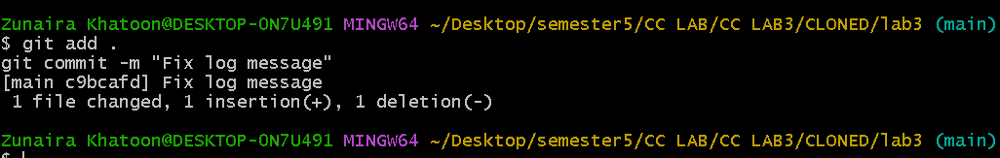 Zunaira Khatoon@DESKTOP-ON7U491 MINGW64 ~/Desktop/semester5/CC LAB/CC LAB3/CLONED/lab3 (main)
$ git add .
git commit -m "Fix log message"
[main c9bcafd] Fix log message
 1 file changed, 1 insertion(+), 1 deletion(-)
Zunaira Khatoon@DESKTOP-ON7U491 MINGW64 ~/Desktop/semester5/CC LAB/CC LAB3/CLONED/lab3 (main)
$